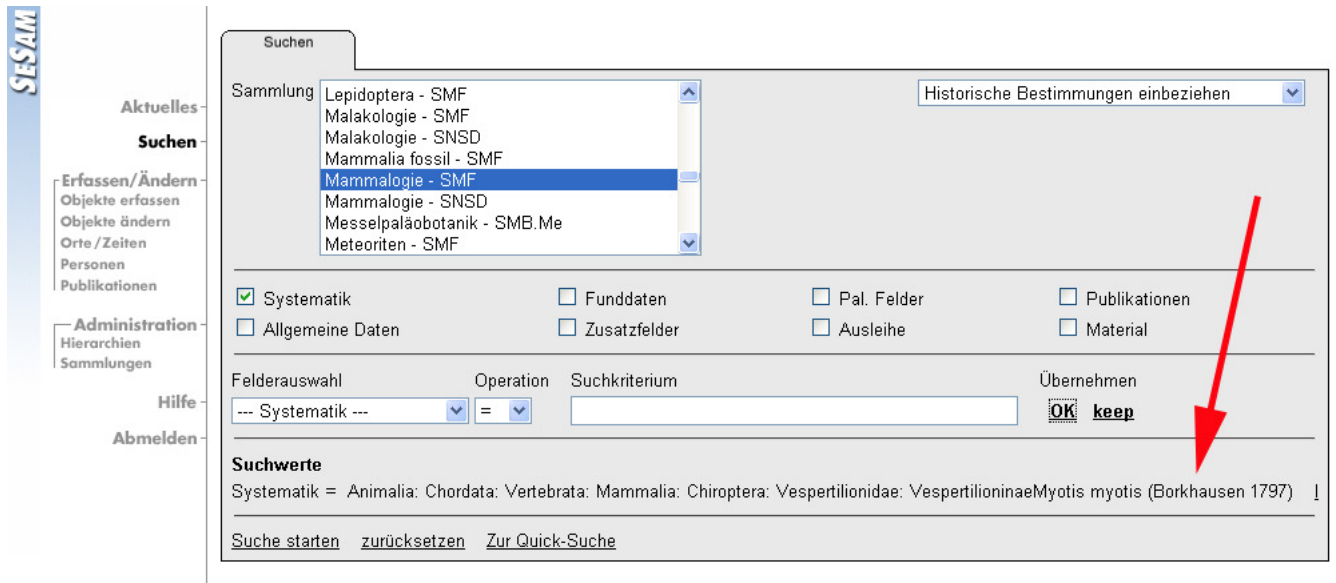 SESAM
Aktuelles
Suchen
Erfassen/Ändern
Objekte erfassen
Objekte ändern
Orte/Zeiten
Personen
Publikationen
Administration
Hierarchien
Sammlungen
Hilfe
Abmelden
Suchen
Sammlung
Lepidoptera - SMF
Malakologie - SMF
Malakologie - SNSD
Mammalia fossil - SMF
Mammalogie - SMF
Mammalogie - SNSD
Messelpaläobotanik - SMB.Me
Meteoriten - SMF
Historische Bestimmungen einbeziehen
Systematik Funddaten Pal. Felder Publikationen
Allgemeine Daten Zusatzfelder Ausleihe Material
Felderauswahl Operation Suchkriterium Übernehmen
--- Systematik --- = OK keep
Suchwerte
Systematik = Animalia: Chordata: Vertebrata: Mammalia: Chiroptera: Vespertilionidae: VespertilioninaeMyotis myotis (Borkhausen 1797)
Suche starten zurücksetzen Zur Quick-Suche